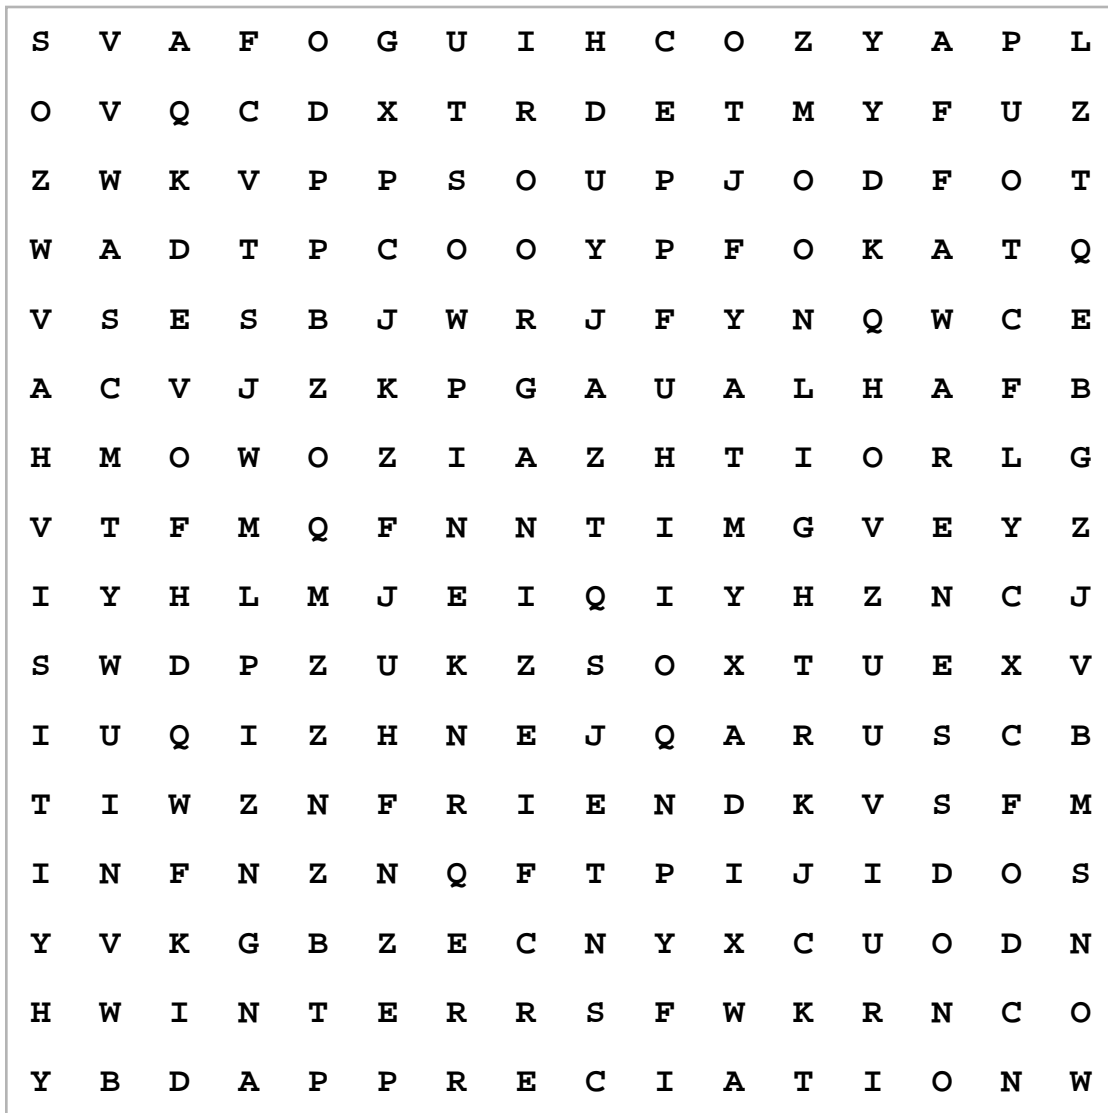 S V A F O G U I H C O Z Y A P L
O V Q C D X T R D E T M Y F U Z
Z W K V P P S O U P J O D F O T
W A D T P C O O Y P F O K A T Q
V S E S B J W R J F Y N Q W C E
A C V J Z K P G A U A L H A F B
H M O W O Z I A Z H T I O R L G
V T F M Q F N N T I M G V E Y Z
I Y H L M J E I Q I Y H Z N C J
S W D P Z U K Z S O X T U E X V
I U Q I Z H N E J Q A R U S C B
T I W Z N F R I E N D K V S F M
I N F N Z N Q F T P I J I D O S
Y V K G B Z E C N Y X C U O D N
H W I N T E R R S F W K R N C O
Y B D A P P R E C I A T I O N W